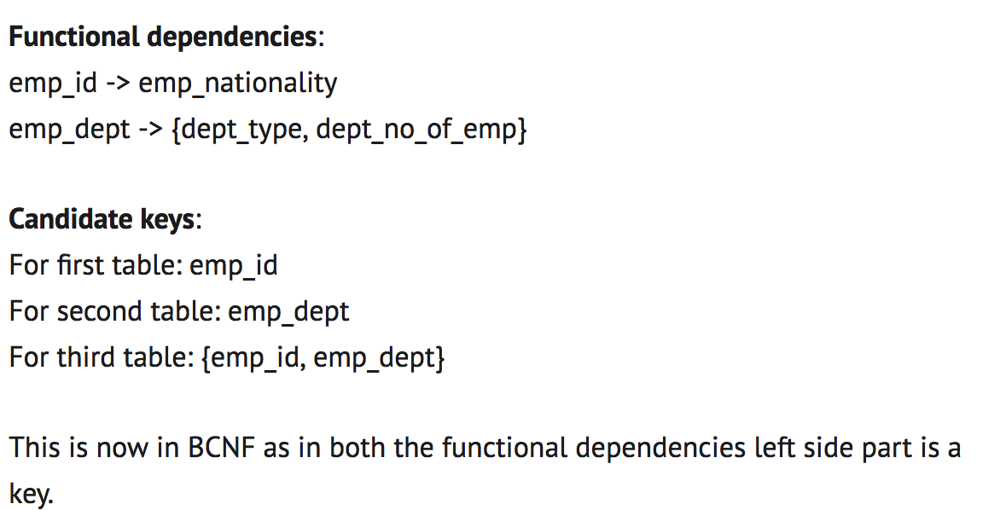 Functional dependencies:
emp_id -> emp_nationality
emp_dept -> {dept_type, dept_no_of_emp}
Candidate keys:
For first table: emp_id
For second table: emp_dept
For third table: {emp_id, emp_dept}
This is now in BCNF as in both the functional dependencies left side part is a
key.